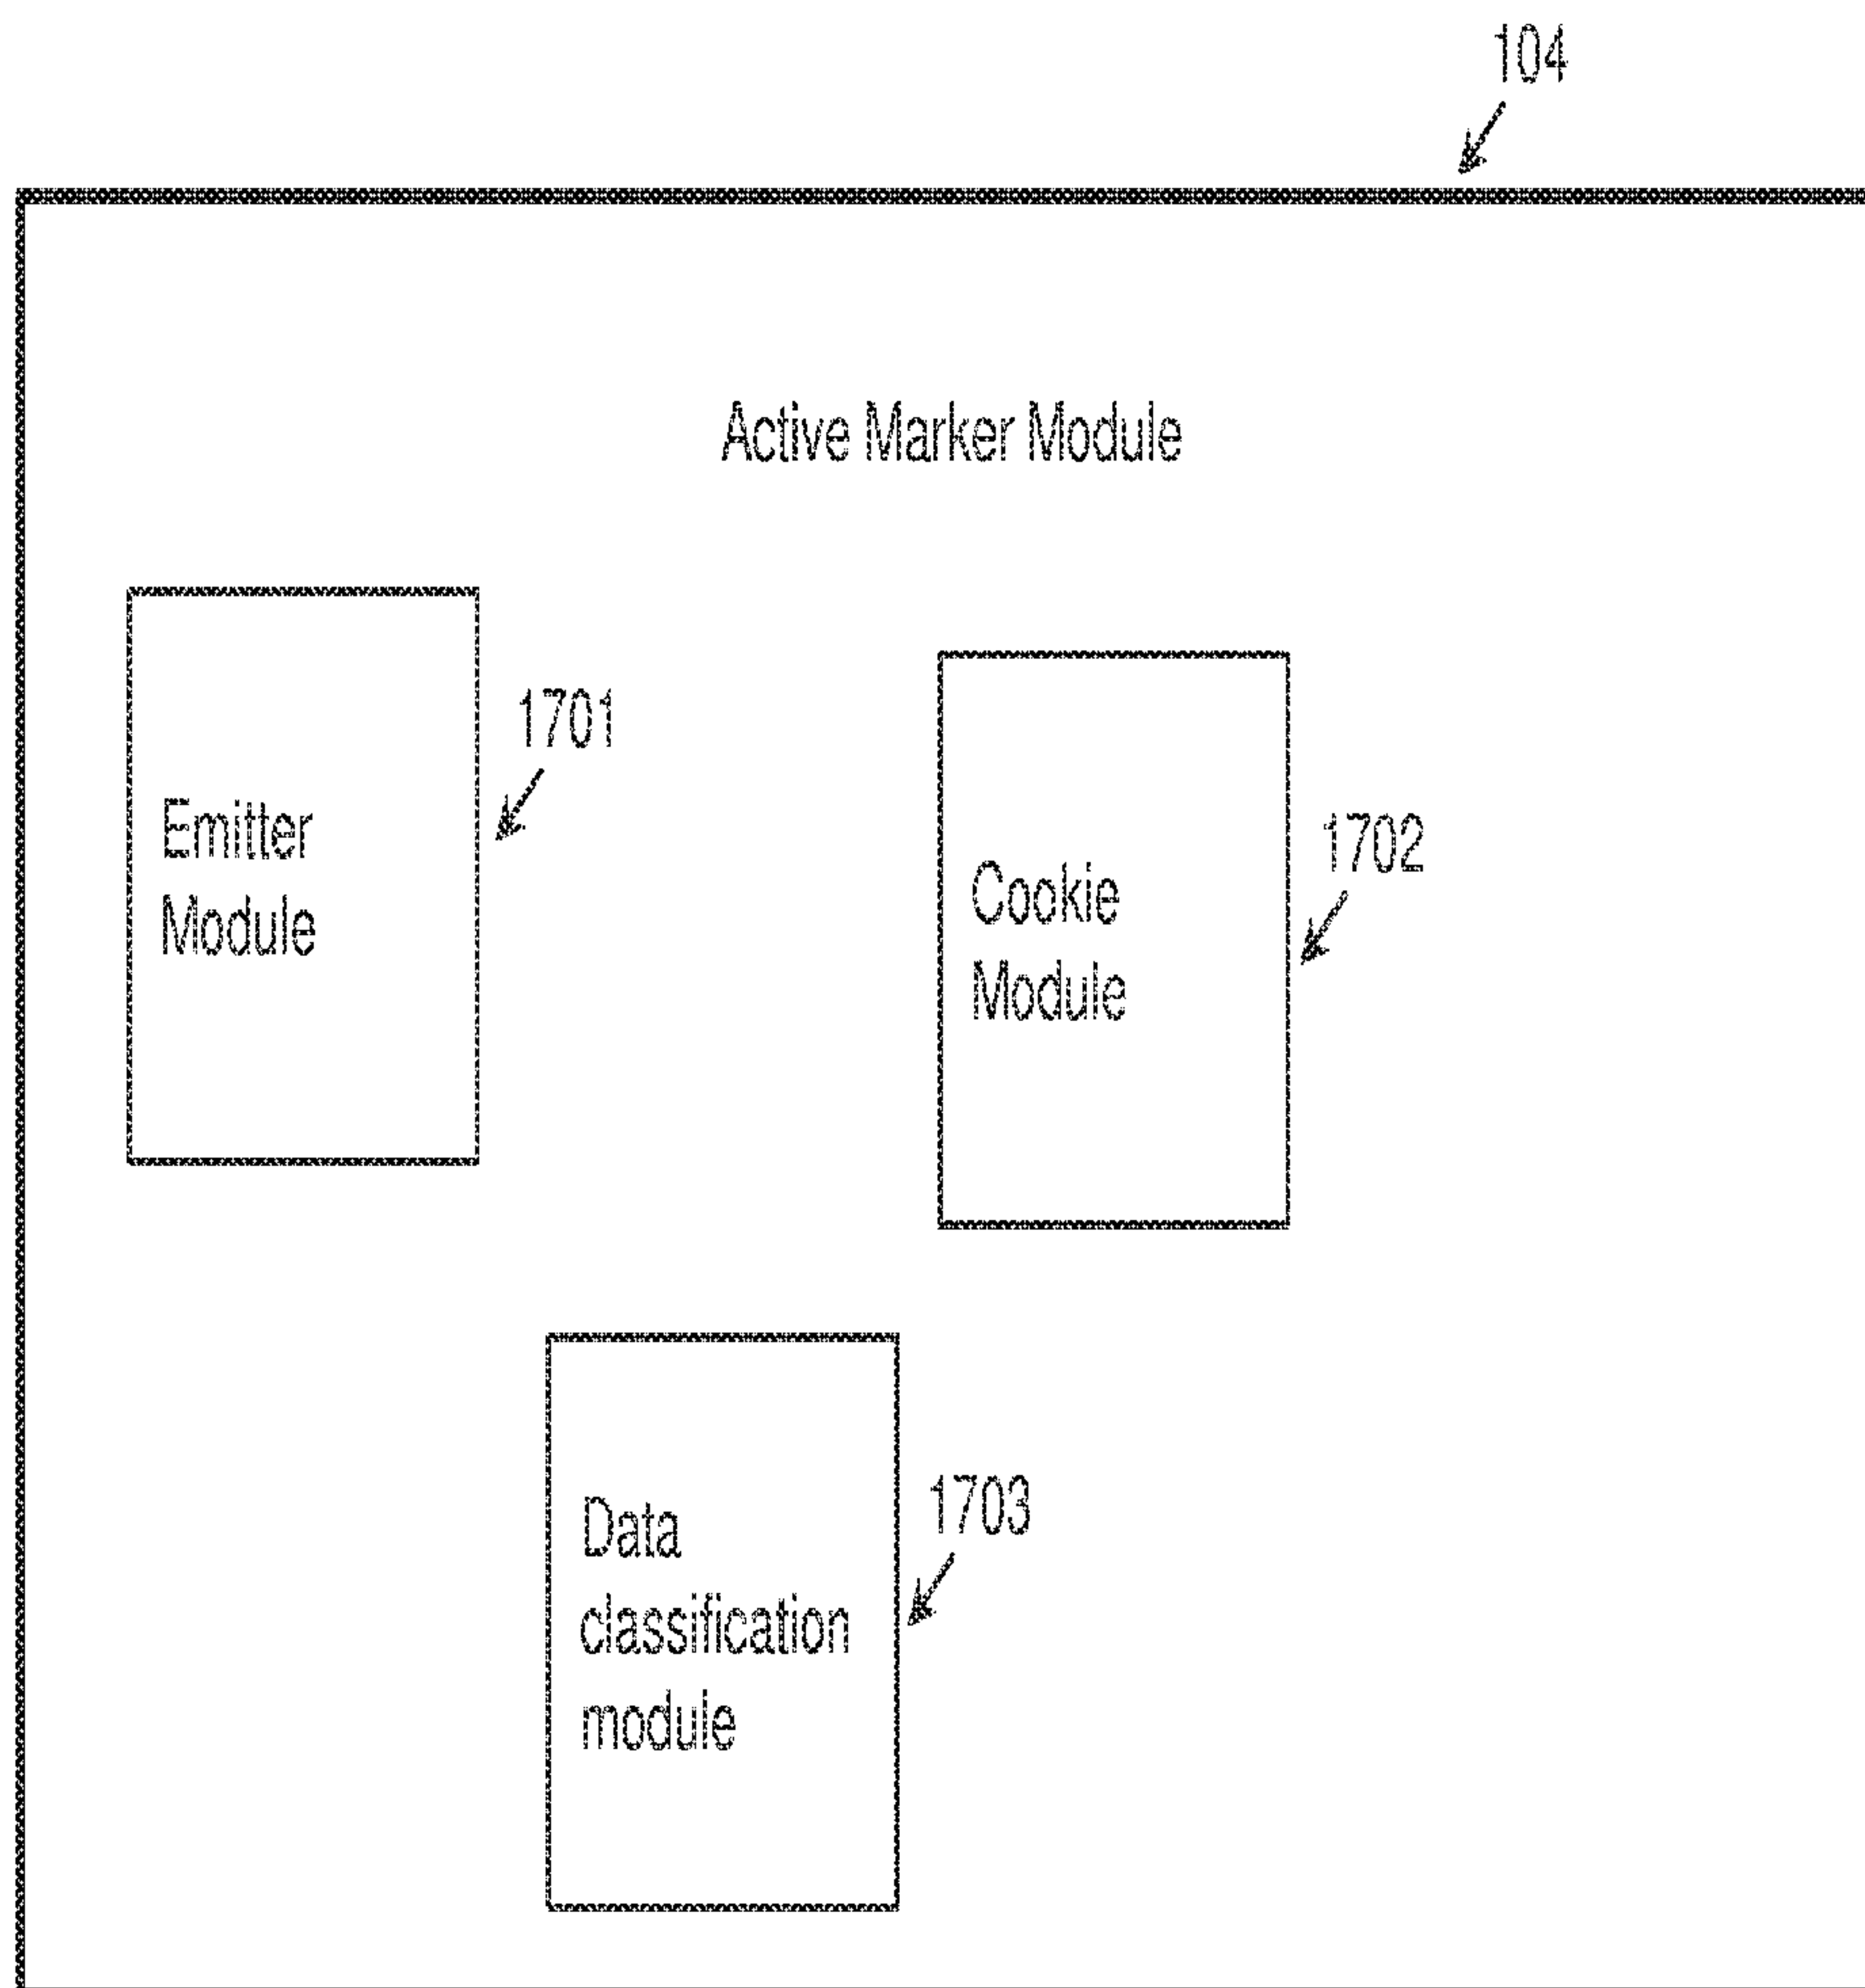 104
Active Marker Module
1701
Emitter
Module
1702
Cookie
Module
1703
Data
classification
module